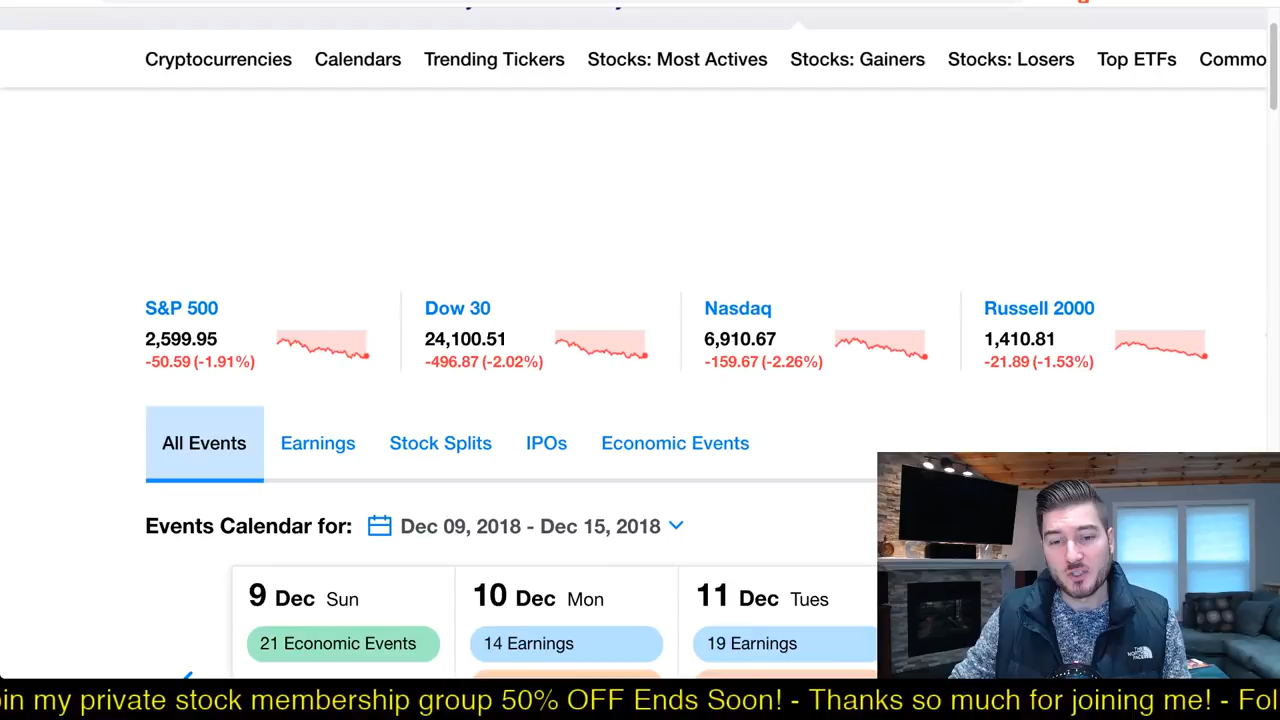 Cryptocurrencies Calendars Trending Tickers Stocks: Most Actives Stocks: Gainers Stocks: Losers Top ETFs Commo
S&P 500 Dow 30 Nasdaq Russell 2000
2,599.95 24,100.51 6,910.67 1,410.81
-50.59 (-1.91%) -496.87 (-2.02%) -159.67 (-2.26%) -21.89 (-1.53%)
All Events Earnings Stock Splits IPOs Economic Events
Events Calendar for: Dec 09, 2018 - Dec 15, 2018
9 Dec Sun 10 Dec Mon 11 Dec Tues
21 Economic Events 14 Earnings 19 Earnings
in my private stock membership group 50% OFF Ends Soon! - Thanks so much for joining me! - Fol